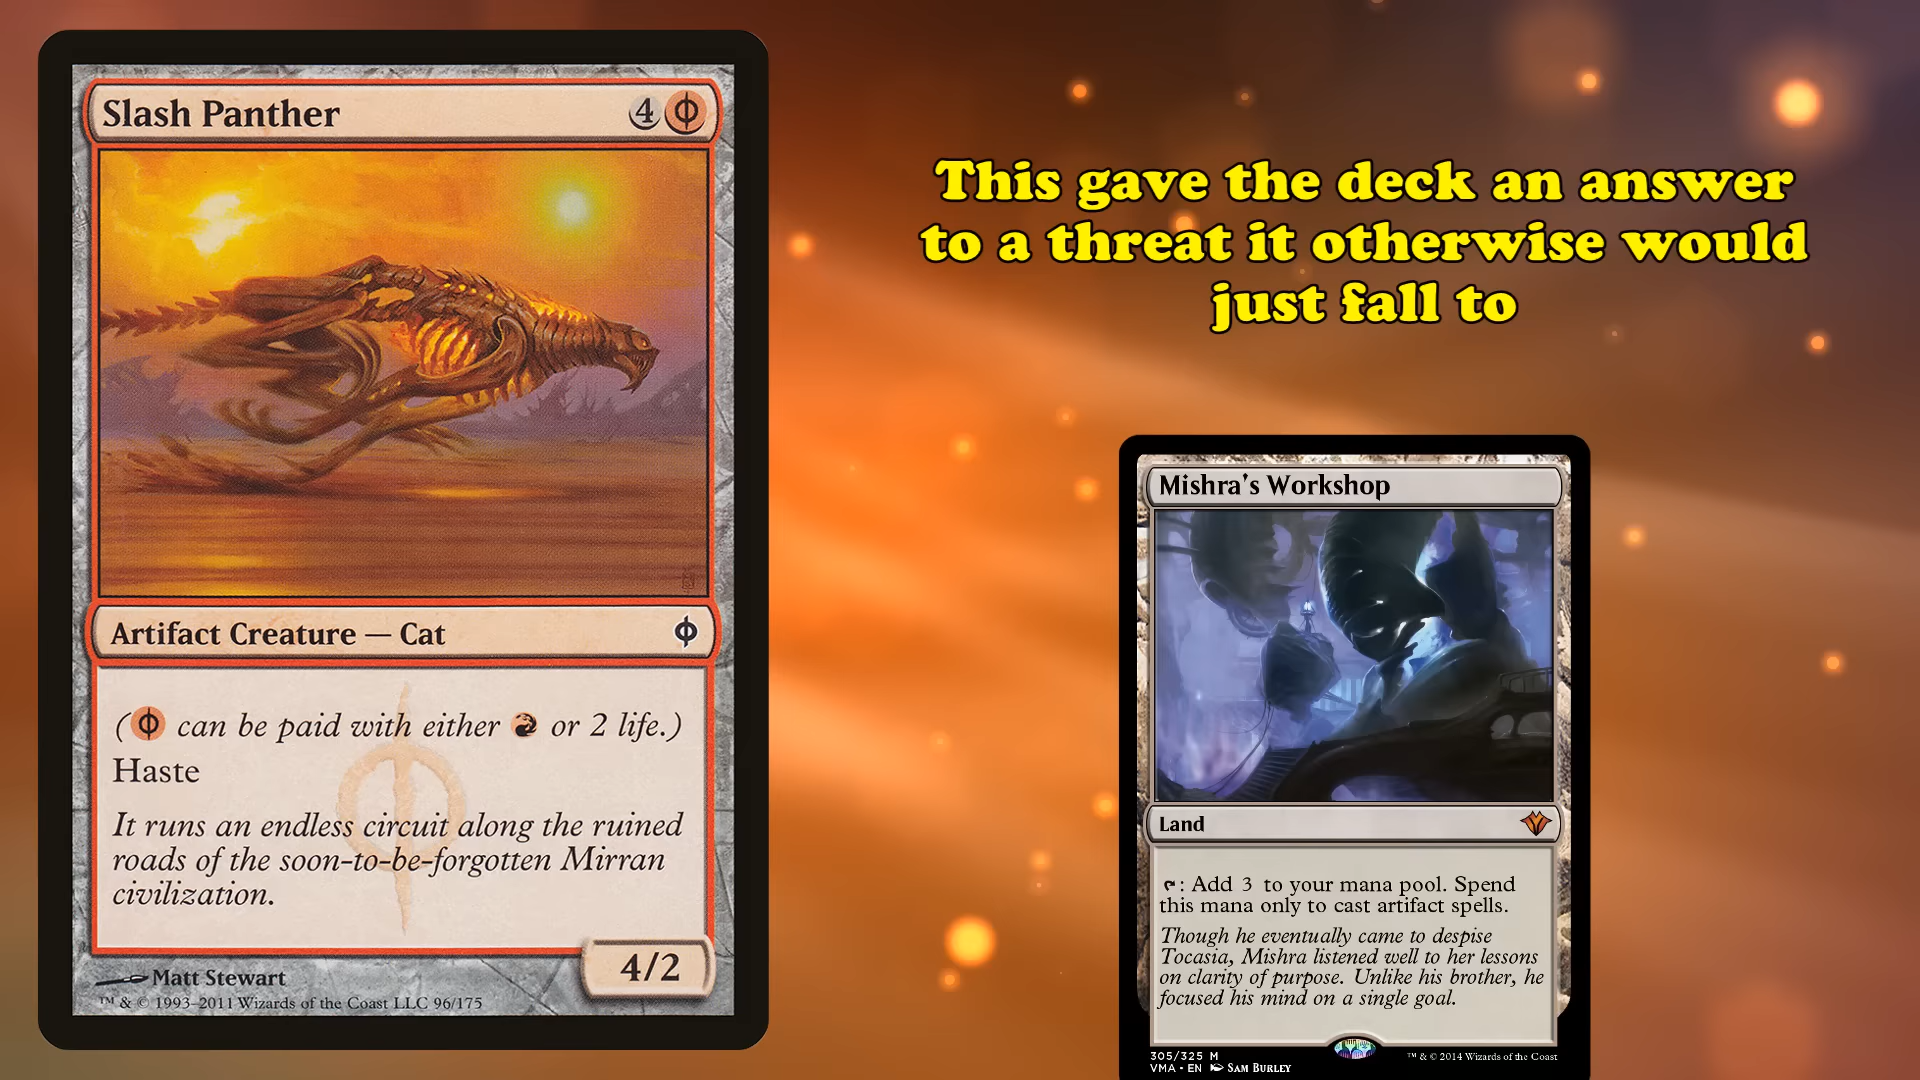 Slash Panther
4
Artifact Creature — Cat
( can be paid with either or 2 life.)
Haste
It runs an endless circuit along the ruined
roads of the soon-to-be-forgotten Mirran
civilization.
4/2
Matt Stewart
™ & © 1993–2011 Wizards of the Coast LLC 96/175
This gave the deck an answer
to a threat it otherwise would
just fall to
Mishra's Workshop
Land
: Add 3 to your mana pool. Spend
this mana only to cast artifact spells.
Though he eventually came to despise
Tocasia, Mishra listened well to her lessons
on clarity of purpose. Unlike his brother, he
focused his mind on a single goal.
305/325 M
VMA • EN Sam Burley
™ & © 2014 Wizards of the Coast